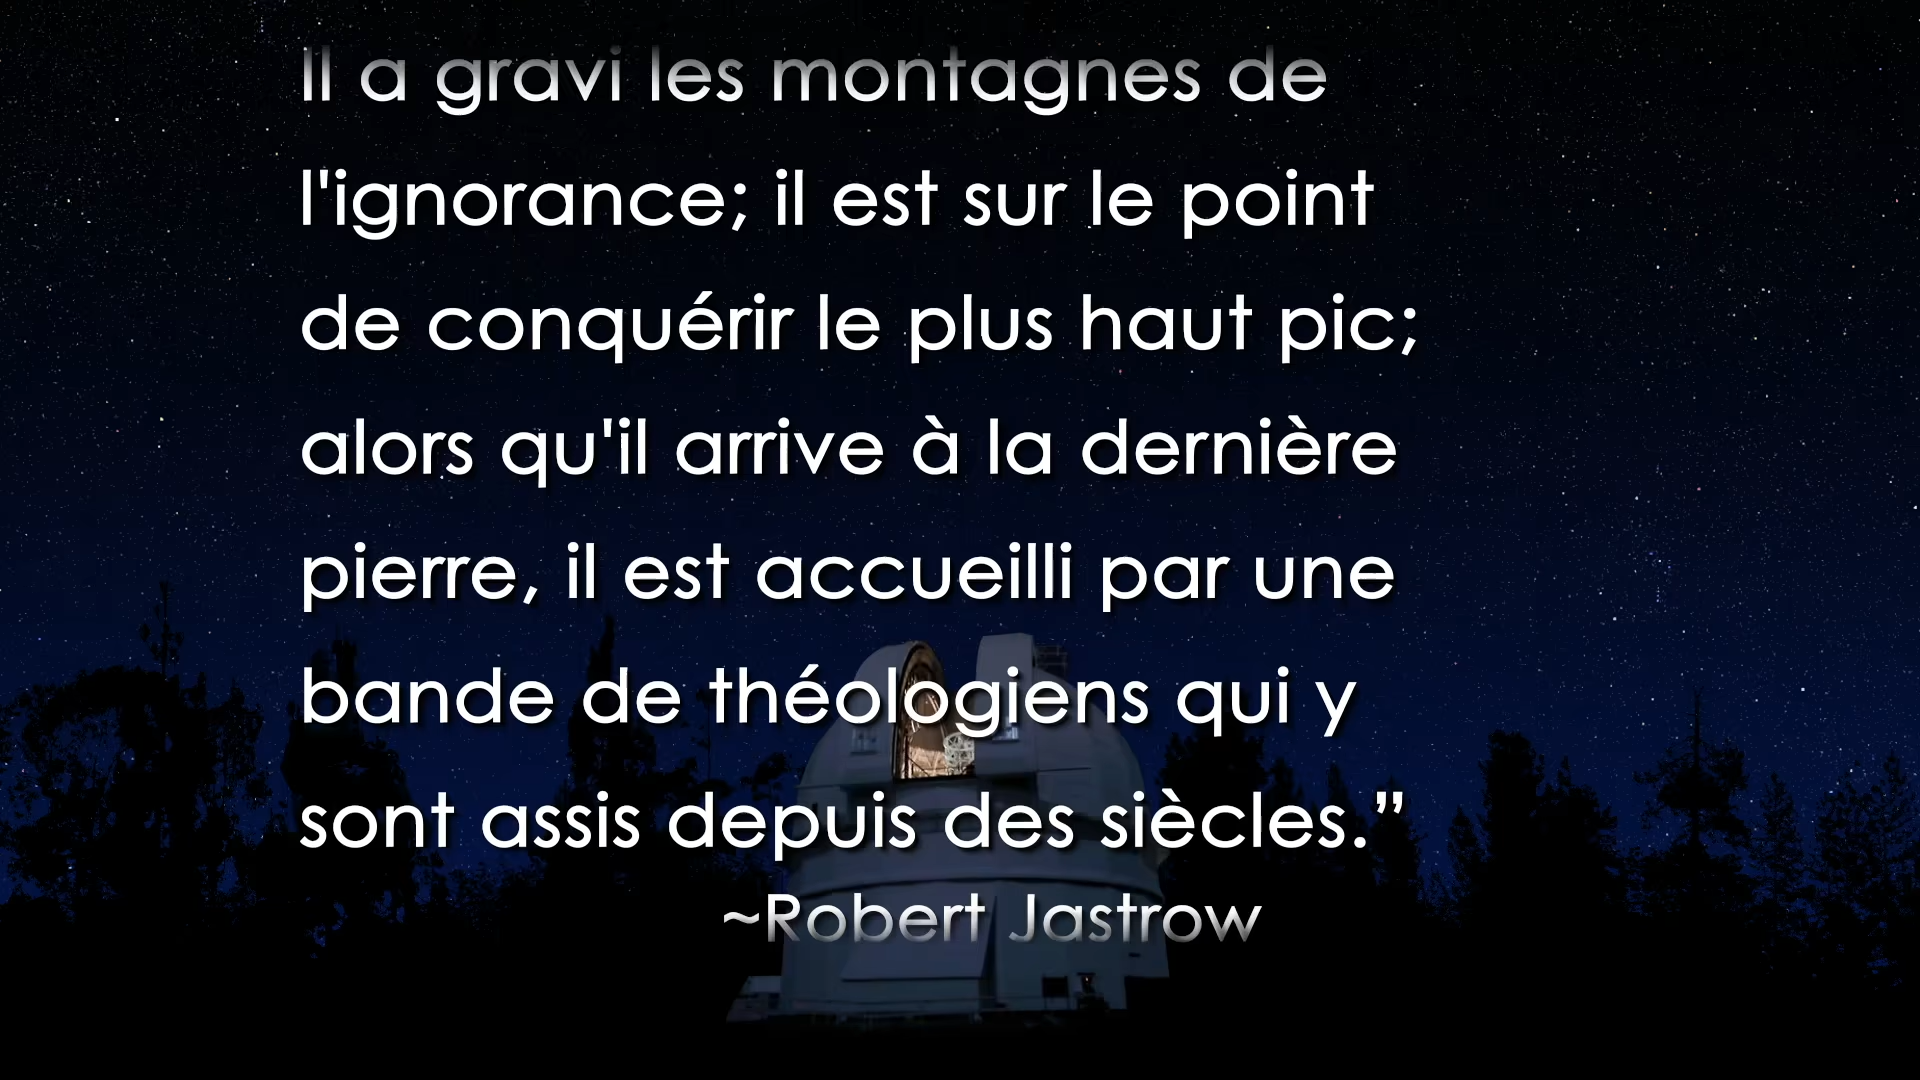 Il a gravi les montagnes de
l'ignorance; il est sur le point
de conquérir le plus haut pic;
alors qu'il arrive à la dernière
pierre, il est accueilli par une
bande de théologiens qui y
sont assis depuis des siècles.”
~Robert Jastrow